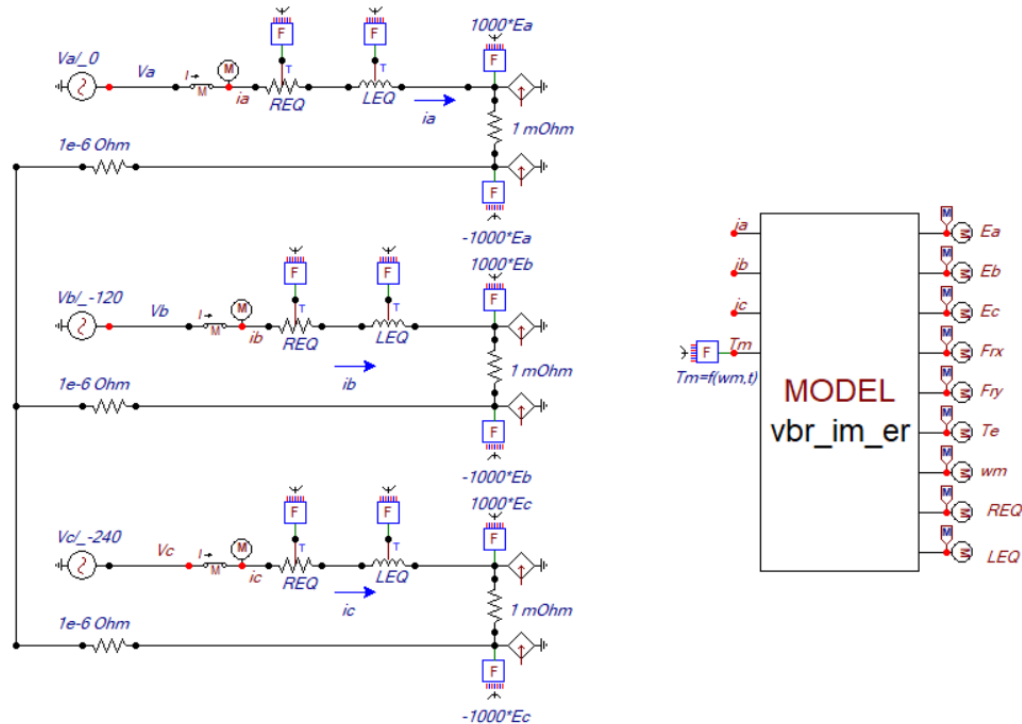 1000*Ea
F
F
F
Va/_0
Va
I→
M
M
T
T
ia
REQ
LEQ
ia
1 mOhm
1e-6 Ohm
F
-1000*Ea
1000*Eb
F
F
F
Vb/_-120
Vb
I→
M
M
T
T
ib
REQ
LEQ
ib
1 mOhm
1e-6 Ohm
F
-1000*Eb
1000*Ec
F
F
F
Vc/_-240
Vc
I→
M
M
T
T
ic
REQ
LEQ
ic
1 mOhm
1e-6 Ohm
F
-1000*Ec
ia
ib
ic
F
Tm
Tm=f(wm,t)
MODEL
vbr_im_er
M
M
Ea
M
M
Eb
M
M
Ec
M
M
Frx
M
M
Fry
M
M
Te
M
M
wm
M
M
REQ
M
M
LEQ